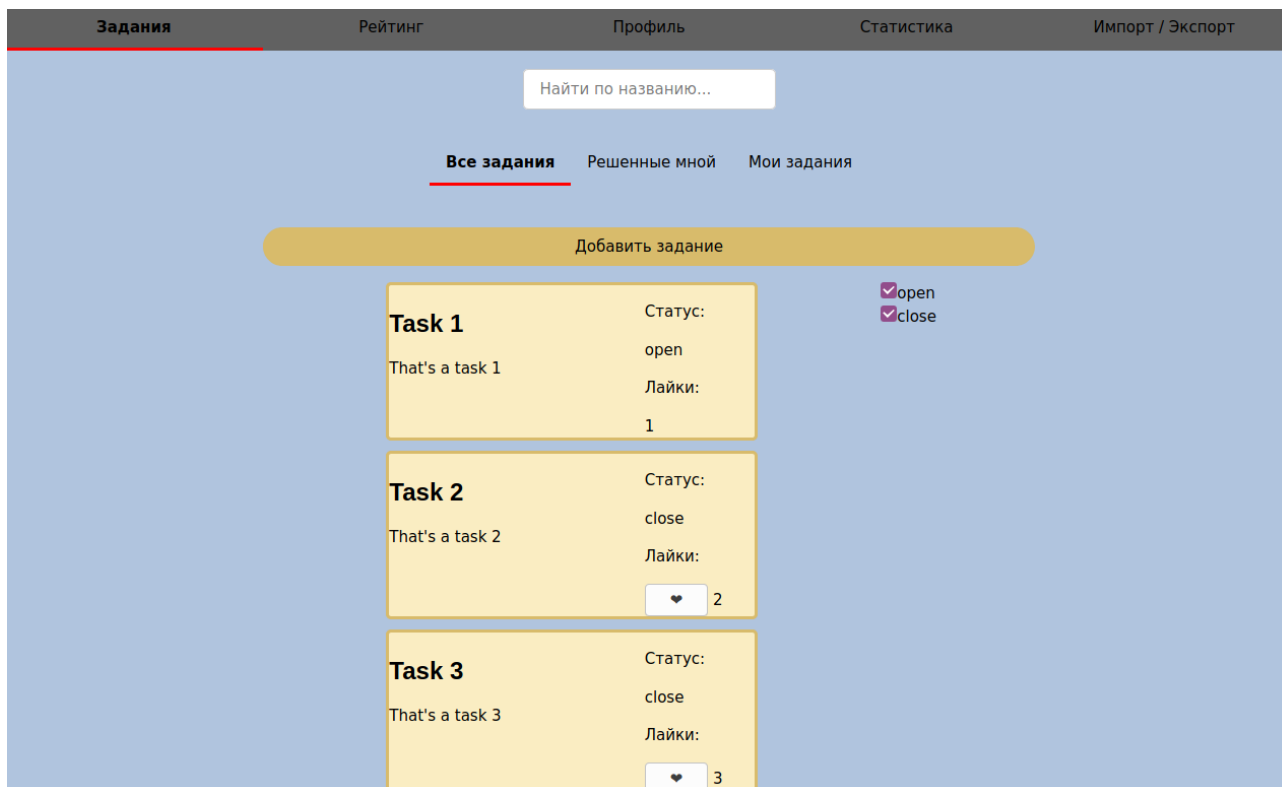 Задания Рейтинг Профиль Статистика Импорт / Экспорт
Найти по названию...
Все задания Решенные мной Мои задания
Добавить задание
Task 1
That's a task 1
Статус:
open
Лайки:
1
open
close
Task 2
That's a task 2
Статус:
close
Лайки:
❤ 2
Task 3
That's a task 3
Статус:
close
Лайки:
❤ 3